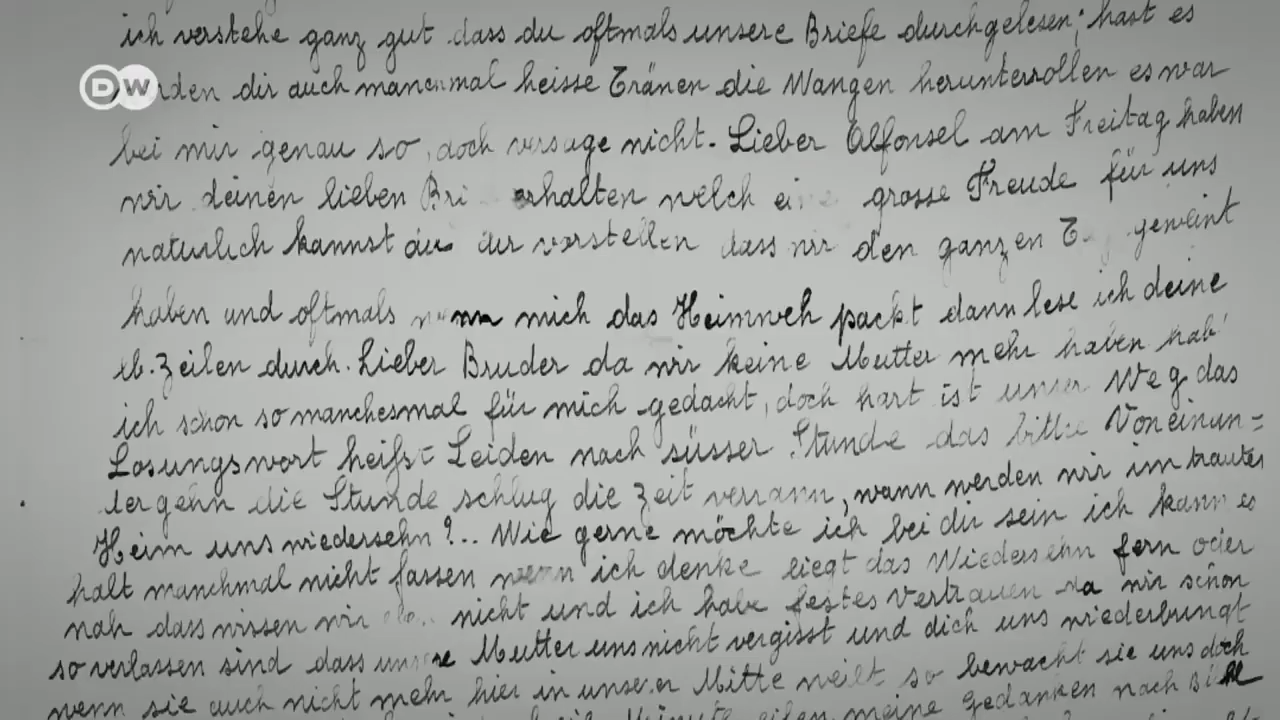 ich verstehe ganz gut dass du oftmals unsere Briefe durchgelesen, hast es
DW
werden dir auch manchmal heisse Tränen die Wangen herunterrollen es war
bei mir genau so, doch versage nicht. Lieber Alfonsel am Freitag haben
wir deinen lieben Bri erhalten welch eine grosse Freude für uns
naturlich kannst du dir vorstellen dass wir den ganzen geweint
haben und oftmals wenn mich das Heimweh packt dann lese ich deine
lb. Zeilen durch. Lieber Bruder da wir keine Mutter mehr haben hab'
ich schon so manchesmal für mich gedacht, doch hart ist unser Weg das
Losungswort heißt Leiden nach süsser Stunde das bittre Voneinan=
dergehn die Stunde schlug die Zeit verrann, wann werden wir im trauten
Heim uns wiedersehn?.. Wie gerne möchte ich bei dir sein ich kann es
halt manchmal nicht fassen wenn ich denke liegt das Wiedersehn fern oder
nah dass wissen wir nicht und ich habe festes Vertrauen da wir schon
so verlassen sind dass unsere Mutter uns nicht vergisst und dich uns wiederbringt
wenn sie auch nicht mehr hier in unserer Mitte weilt so bewacht sie uns doch
eilen meine Gedanken nach